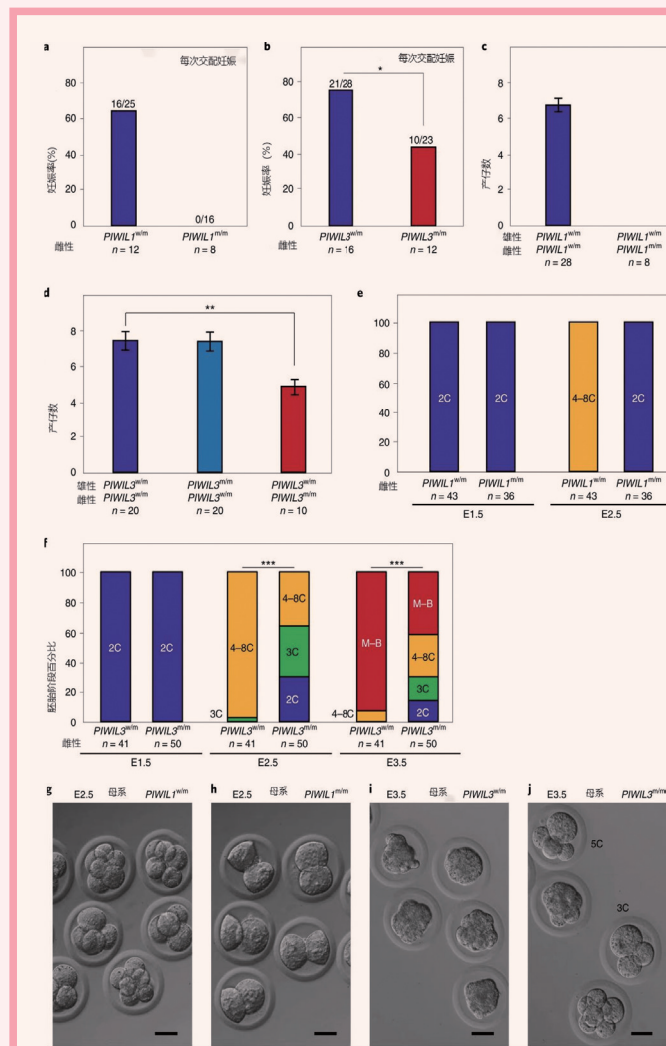 a
每次交配妊娠
80
60
40
20
0
妊娠率(%)
16/25
0/16
雌性
PIWIL1w/m
PIWIL1m/m
n = 12
n = 8
b
每次交配妊娠
80
60
40
20
0
妊娠率 (%)
21/28
*
10/23
雌性
PIWIL3w/m
PIWIL3m/m
n = 16
n = 12
c
8
6
4
2
0
产仔数
雄性
PIWIL1w/m
PIWIL1m/m
雌性
PIWIL1w/m
PIWIL1m/m
n = 28
n = 8
d
8
6
4
2
0
产仔数
**
雄性
PIWIL3w/m
PIWIL3m/m
PIWIL3w/m
雌性
PIWIL3w/m
PIWIL3w/m
PIWIL3m/m
n = 20
n = 20
n = 10
e
100
80
60
40
20
0
2C
2C
4–8C
2C
雌性
PIWIL1w/m
PIWIL1m/m
PIWIL1w/m
PIWIL1m/m
n = 43
n = 36
n = 43
n = 36
E1.5
E2.5
f
100
80
60
40
20
0
胚胎阶段百分比
2C
2C
***
4–8C
3C
4–8C
3C
2C
***
M–B
4–8C
M–B
4–8C
3C
2C
雌性
PIWIL3w/m
PIWIL3m/m
PIWIL3w/m
PIWIL3m/m
PIWIL3w/m
PIWIL3m/m
n = 41
n = 50
n = 41
n = 50
n = 41
n = 50
E1.5
E2.5
E3.5
g
E2.5 母系 PIWIL1w/m
h
E2.5 母系 PIWIL1m/m
i
E3.5 母系 PIWIL3w/m
j
E3.5 母系 PIWIL3m/m
5C
3C